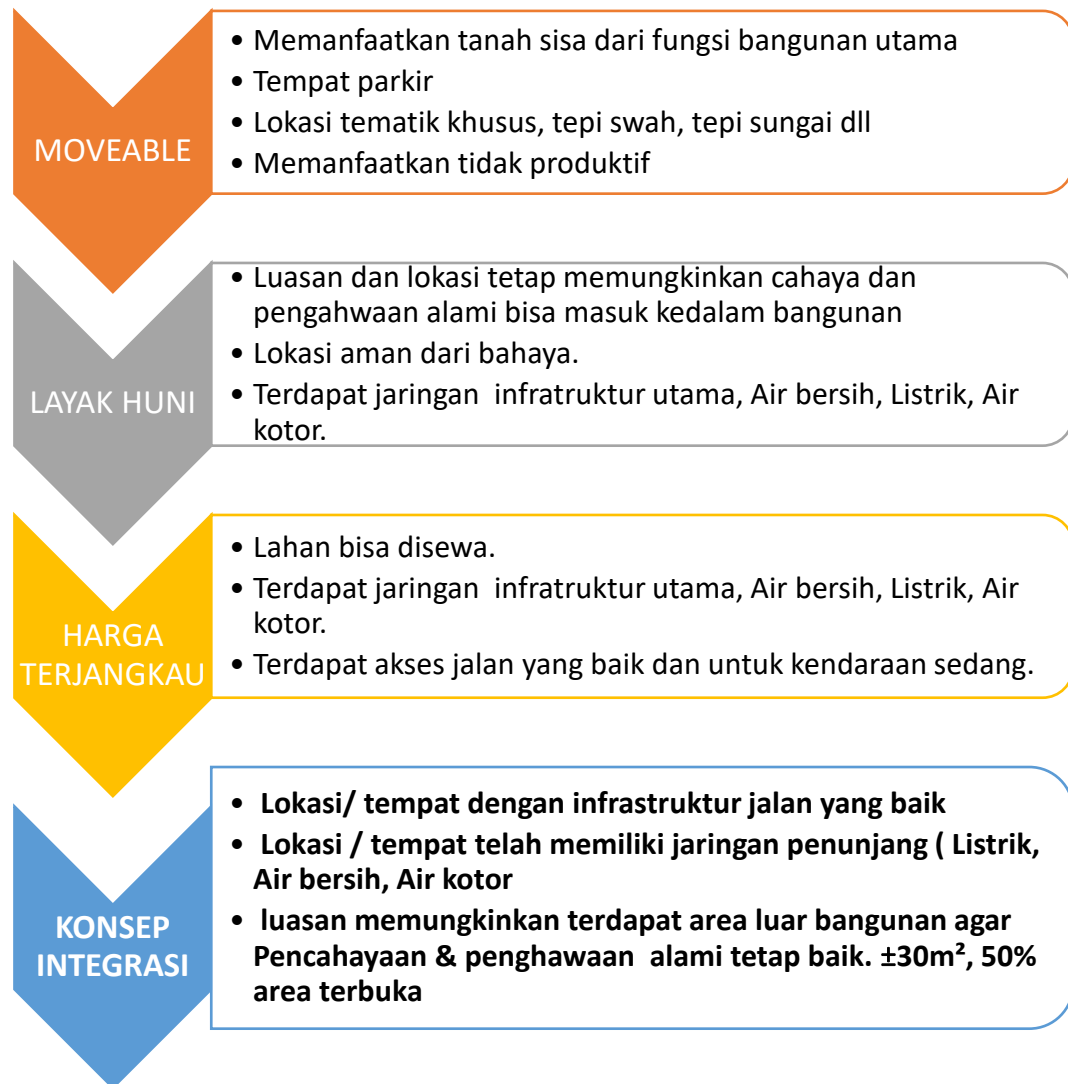 MOVEABLE
• Memanfaatkan tanah sisa dari fungsi bangunan utama
• Tempat parkir
• Lokasi tematik khusus, tepi swah, tepi sungai dll
• Memanfaatkan tidak produktif
LAYAK HUNI
• Luasan dan lokasi tetap memungkinkan cahaya dan
pengahwaan alami bisa masuk kedalam bangunan
• Lokasi aman dari bahaya.
• Terdapat jaringan infratruktur utama, Air bersih, Listrik, Air
kotor.
HARGA
TERJANGKAU
• Lahan bisa disewa.
• Terdapat jaringan infratruktur utama, Air bersih, Listrik, Air
kotor.
• Terdapat akses jalan yang baik dan untuk kendaraan sedang.
KONSEP
INTEGRASI
• Lokasi/ tempat dengan infrastruktur jalan yang baik
• Lokasi / tempat telah memiliki jaringan penunjang ( Listrik,
Air bersih, Air kotor
• luasan memungkinkan terdapat area luar bangunan agar
Pencahayaan & penghawaan alami tetap baik. ±30m², 50%
area terbuka